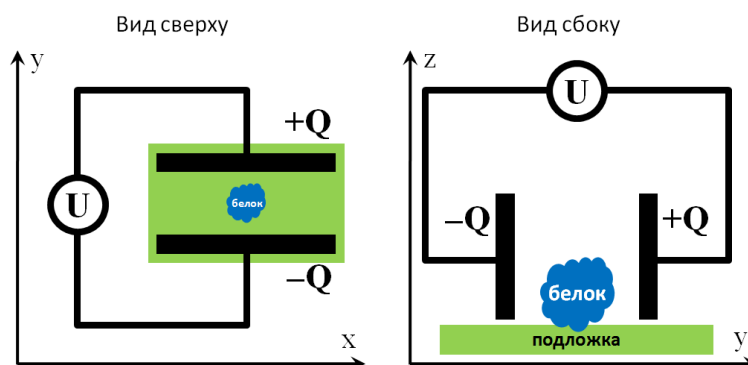 Вид сверху
y
+Q
U
белок
–Q
x
Вид сбоку
z
U
–Q
+Q
белок
подложка
y